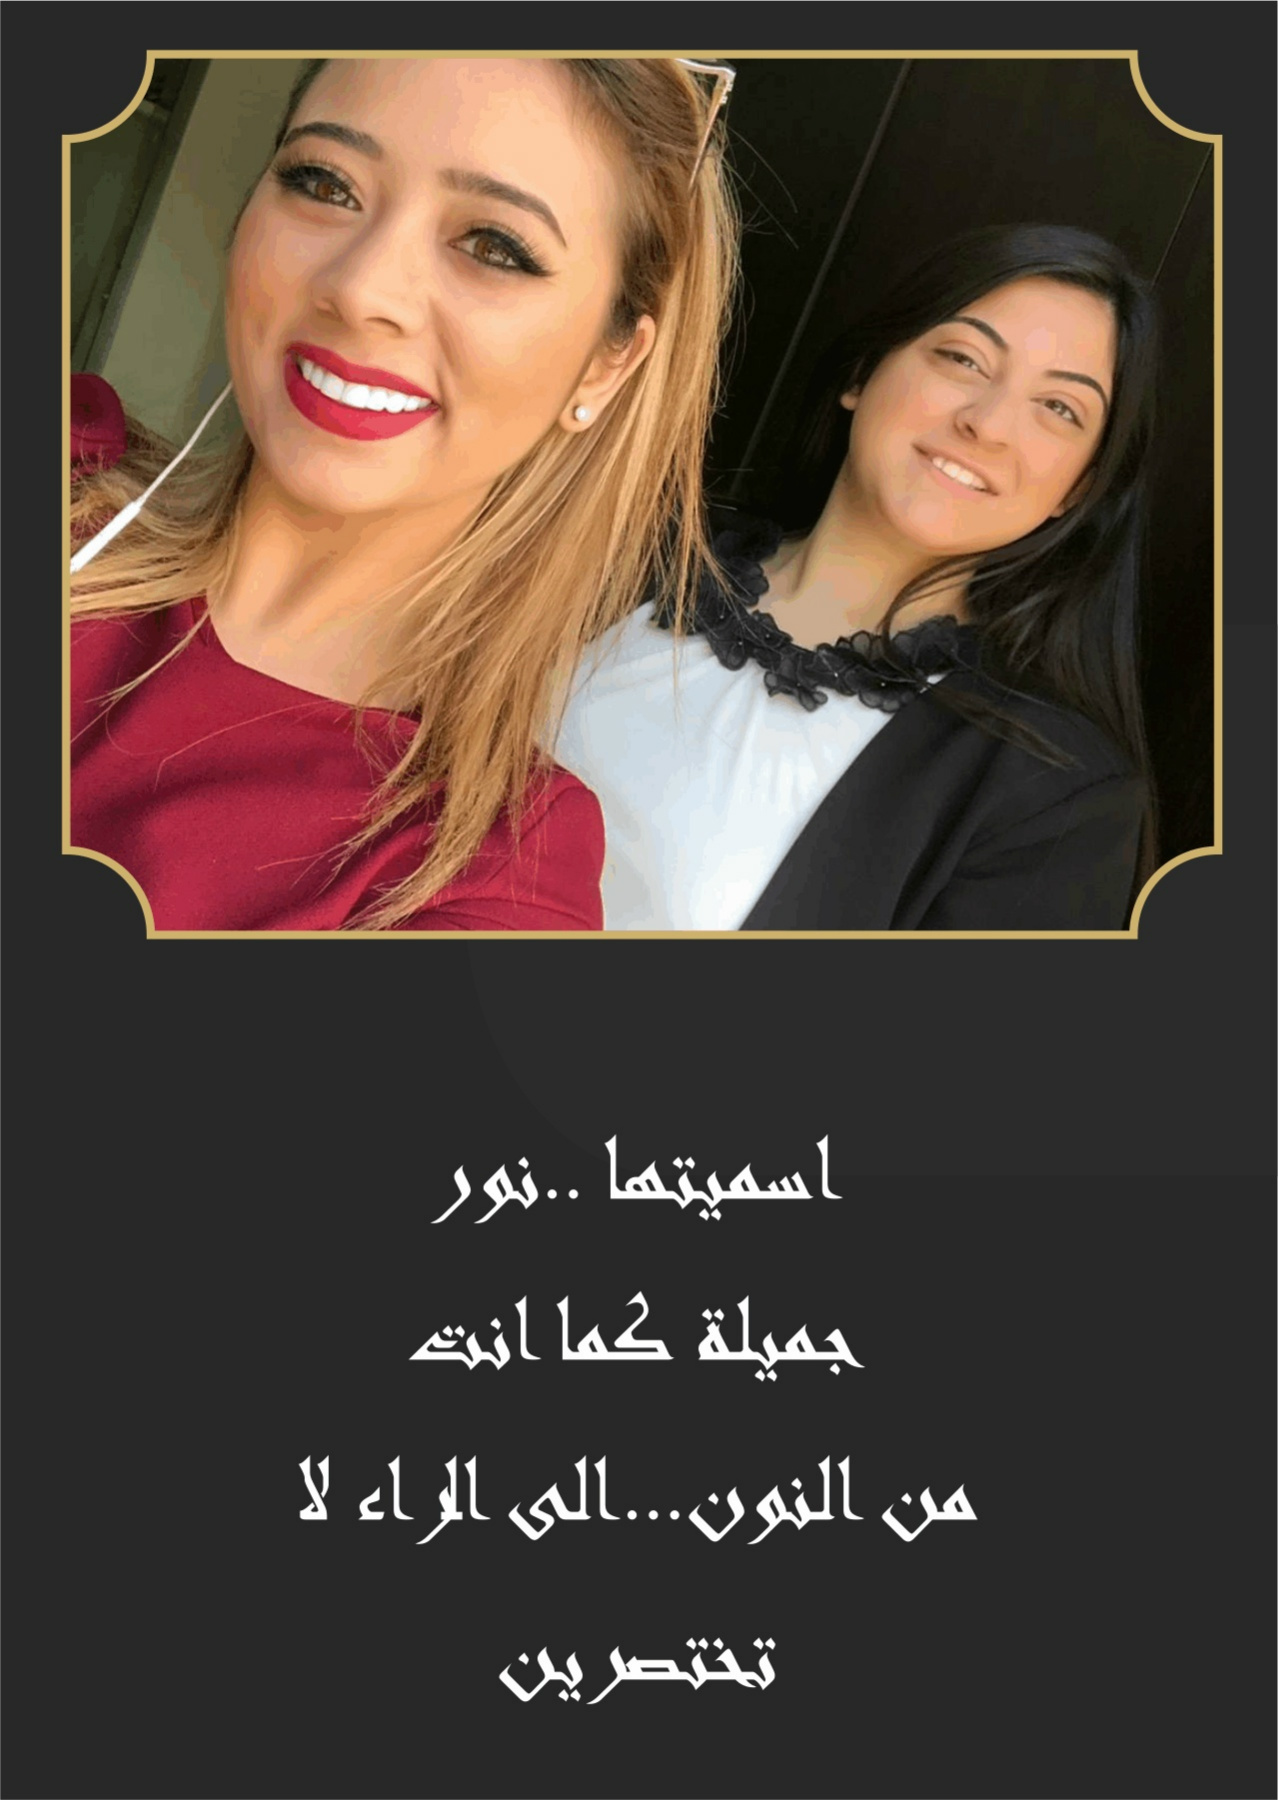 اسميتها ..نور
جميلة كما انت
من النون...الى الراء لا
تختصرين